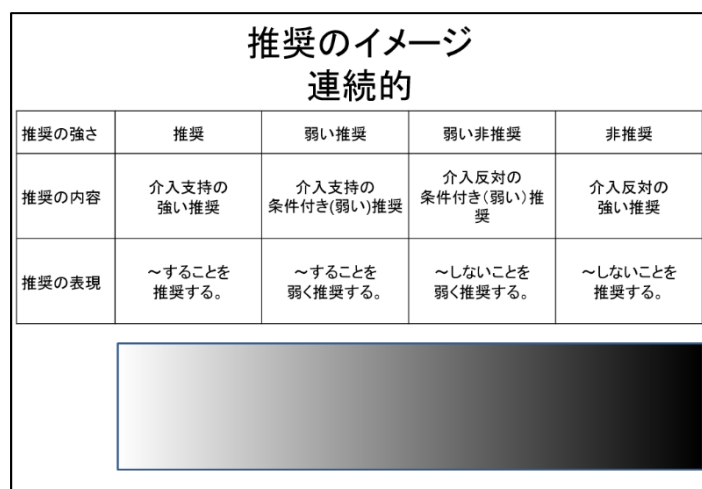 推奨のイメージ
連続的
推奨の強さ
推奨
弱い推奨
弱い非推奨
非推奨
推奨の内容
介入支持の
強い推奨
介入支持の
条件付き(弱い)推奨
介入反対の
条件付き(弱い)推
奨
介入反対の
強い推奨
推奨の表現
～することを
推奨する。
～することを
弱く推奨する。
～しないことを
弱く推奨する。
～しないことを
推奨する。